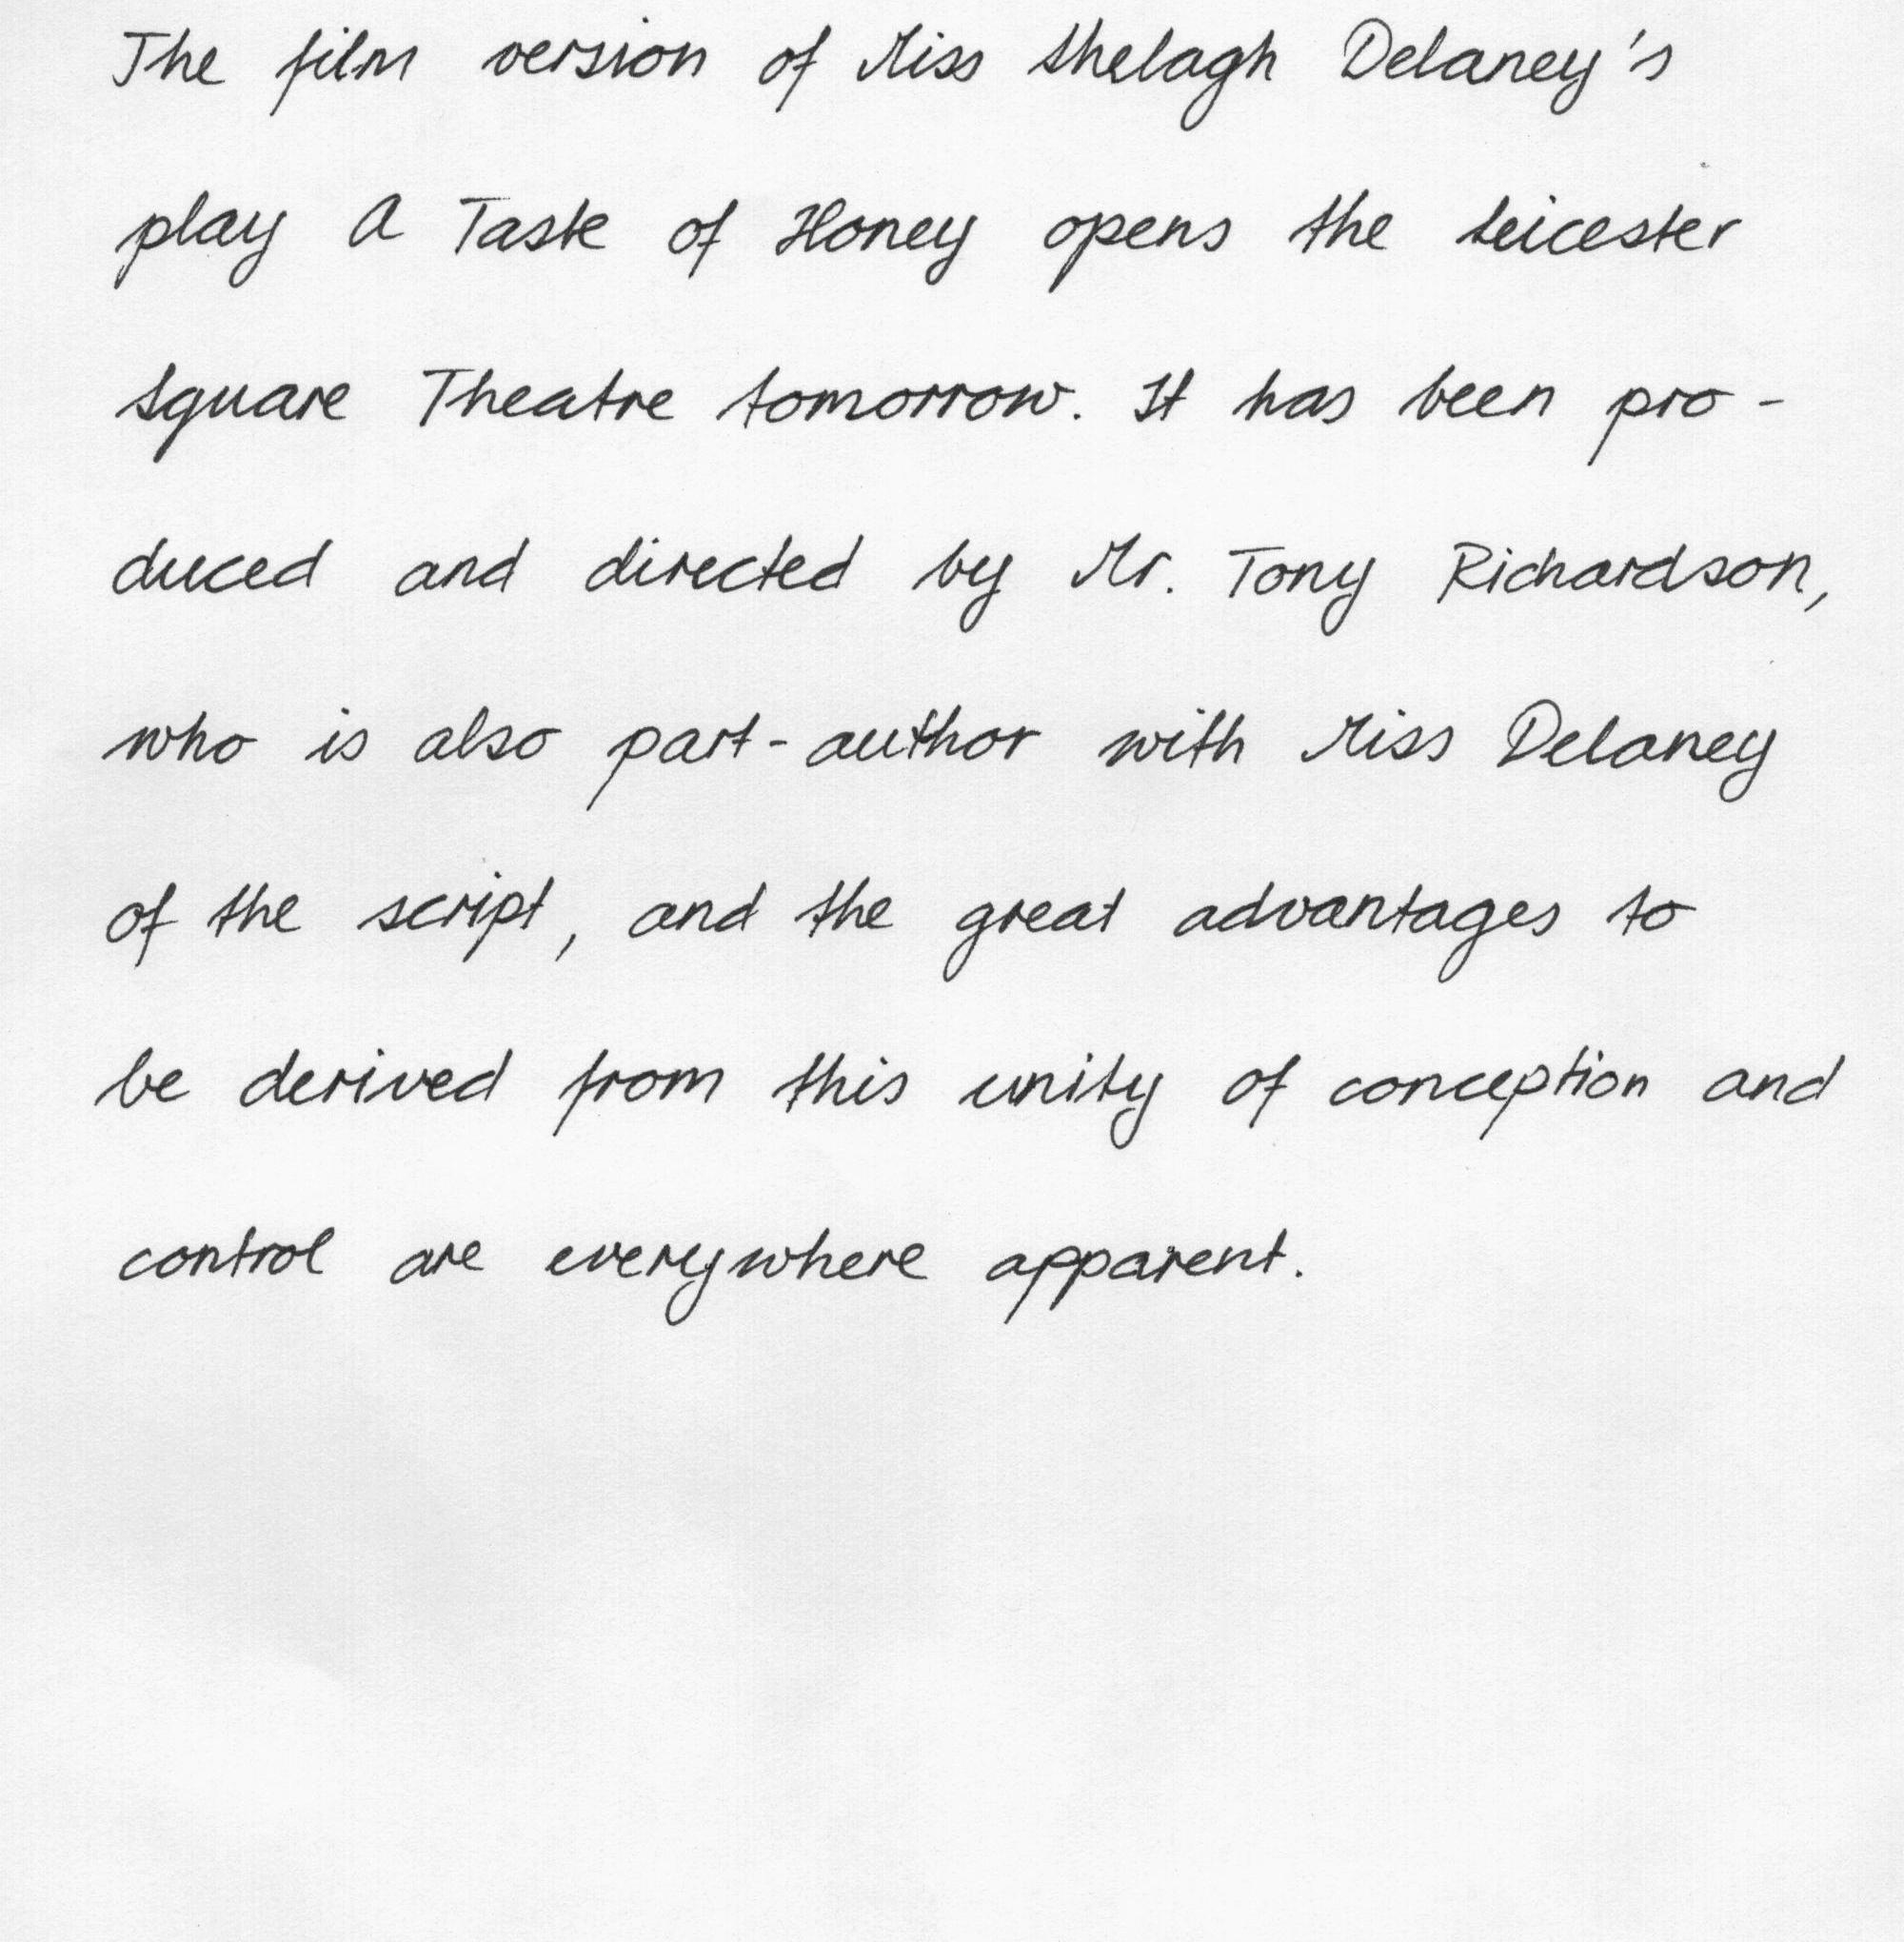 The film version of Miss Shelagh Delaney's
play A Taste of Honey opens the Leicester
Square Theatre tomorrow. It has been pro-
duced and directed by Mr. Tony Richardson,
who is also part-author with Miss Delaney
of the script, and the great advantages to
be derived from this unity of conception and
control are everywhere apparent.